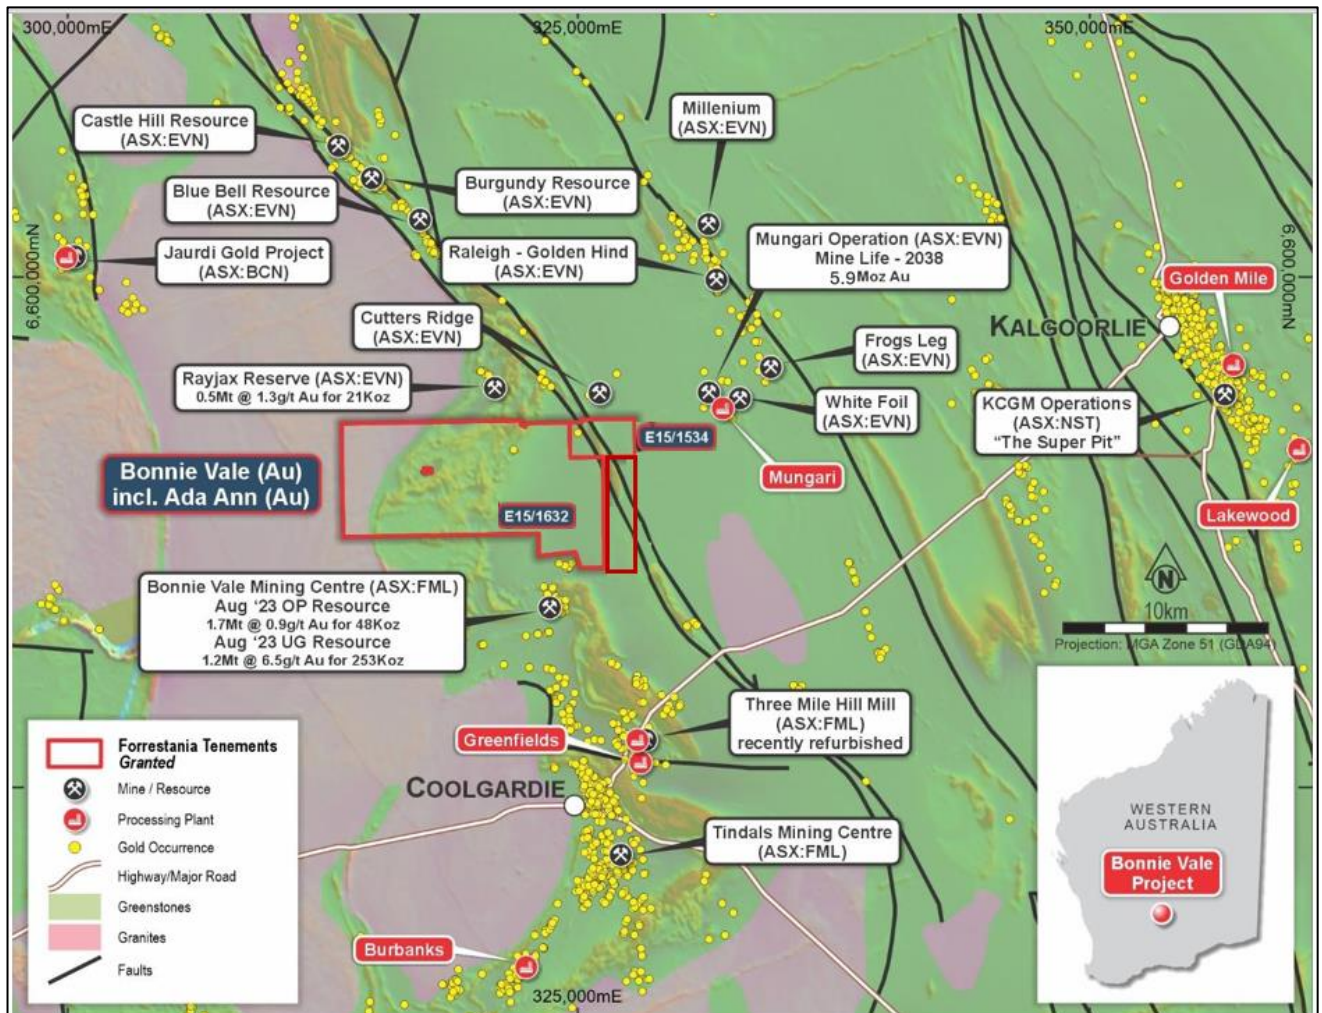 300,000mE
325,000mE
350,000mE
Castle Hill Resource
(ASX:EVN)
Millenium
(ASX:EVN)
Blue Bell Resource
(ASX:EVN)
Burgundy Resource
(ASX:EVN)
Jaurdi Gold Project
(ASX:BCN)
Raleigh - Golden Hind
(ASX:EVN)
Mungari Operation (ASX:EVN)
Mine Life - 2038
5.9Moz Au
6,600,000mN
6,600,000mN
Golden Mile
KALGOORLIE
Cutters Ridge
(ASX:EVN)
Frogs Leg
(ASX:EVN)
Rayjax Reserve (ASX:EVN)
0.5Mt @ 1.3g/t Au for 21Koz
White Foil
(ASX:EVN)
KCGM Operations
(ASX:NST)
"The Super Pit"
E15/1534
Bonnie Vale (Au)
incl. Ada Ann (Au)
Mungari
E15/1632
Lakewood
Bonnie Vale Mining Centre (ASX:FML)
Aug ‘23 OP Resource
1.7Mt @ 0.9g/t Au for 48Koz
Aug ‘23 UG Resource
1.2Mt @ 6.5g/t Au for 253Koz
N
10km
Projection: MGA Zone 51 (GDA94)
Three Mile Hill Mill
(ASX:FML)
recently refurbished
Greenfields
COOLGARDIE
Tindals Mining Centre
(ASX:FML)
Burbanks
325,000mE
Forrestania Tenements
Granted
Mine / Resource
Processing Plant
Gold Occurrence
Highway/Major Road
Greenstones
Granites
Faults
WESTERN
AUSTRALIA
Bonnie Vale
Project